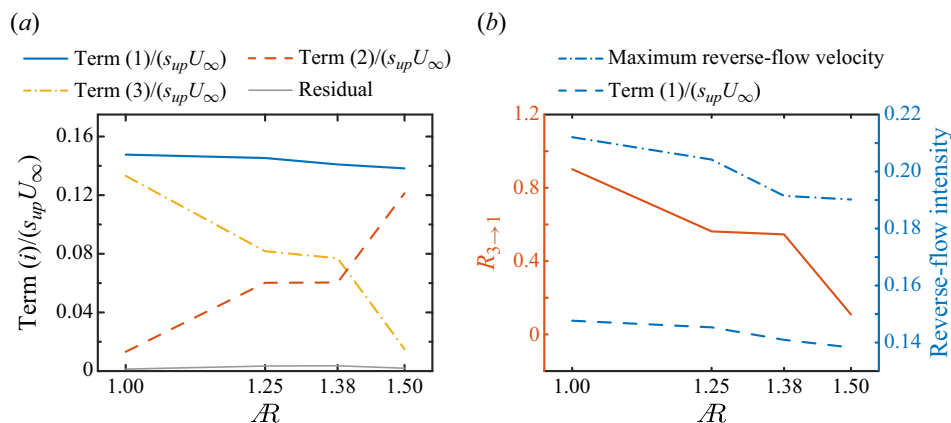 (a)
Term (1)/(s_up U_∞)
Term (2)/(s_up U_∞)
Term (3)/(s_up U_∞)
Residual
0.16
0.12
0.08
0.04
0
Term (i)/(s_up U_∞)
1.00
1.25
1.38
1.50
AR
(b)
Maximum reverse-flow velocity
Term (1)/(s_up U_∞)
1.2
0.8
0.4
0
R_3→1
0.22
0.20
0.18
0.16
0.14
Reverse-flow intensity
1.00
1.25
1.38
1.50
AR